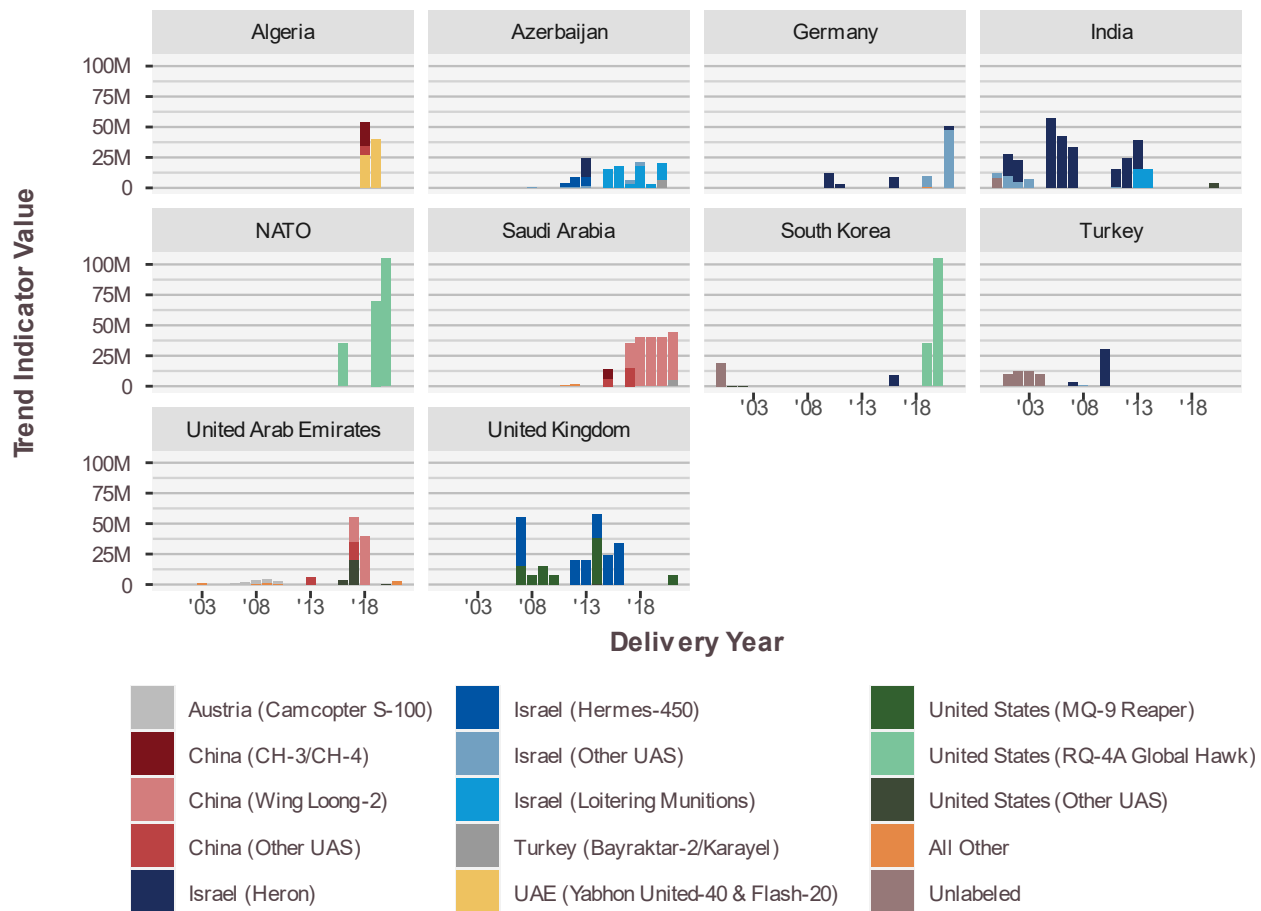 Algeria
Azerbaijan
Germany
India
100M
75M
50M
25M
0
NATO
Saudi Arabia
South Korea
Turkey
100M
75M
50M
25M
0
'03 '08 '13 '18
'03 '08 '13 '18
United Arab Emirates
United Kingdom
100M
75M
50M
25M
0
'03 '08 '13 '18
'03 '08 '13 '18
Trend Indicator Value
Delivery Year
Austria (Camcopter S-100)
China (CH-3/CH-4)
China (Wing Loong-2)
China (Other UAS)
Israel (Heron)
Israel (Hermes-450)
Israel (Other UAS)
Israel (Loitering Munitions)
Turkey (Bayraktar-2/Karayel)
UAE (Yabhon United-40 & Flash-20)
United States (MQ-9 Reaper)
United States (RQ-4A Global Hawk)
United States (Other UAS)
All Other
Unlabeled